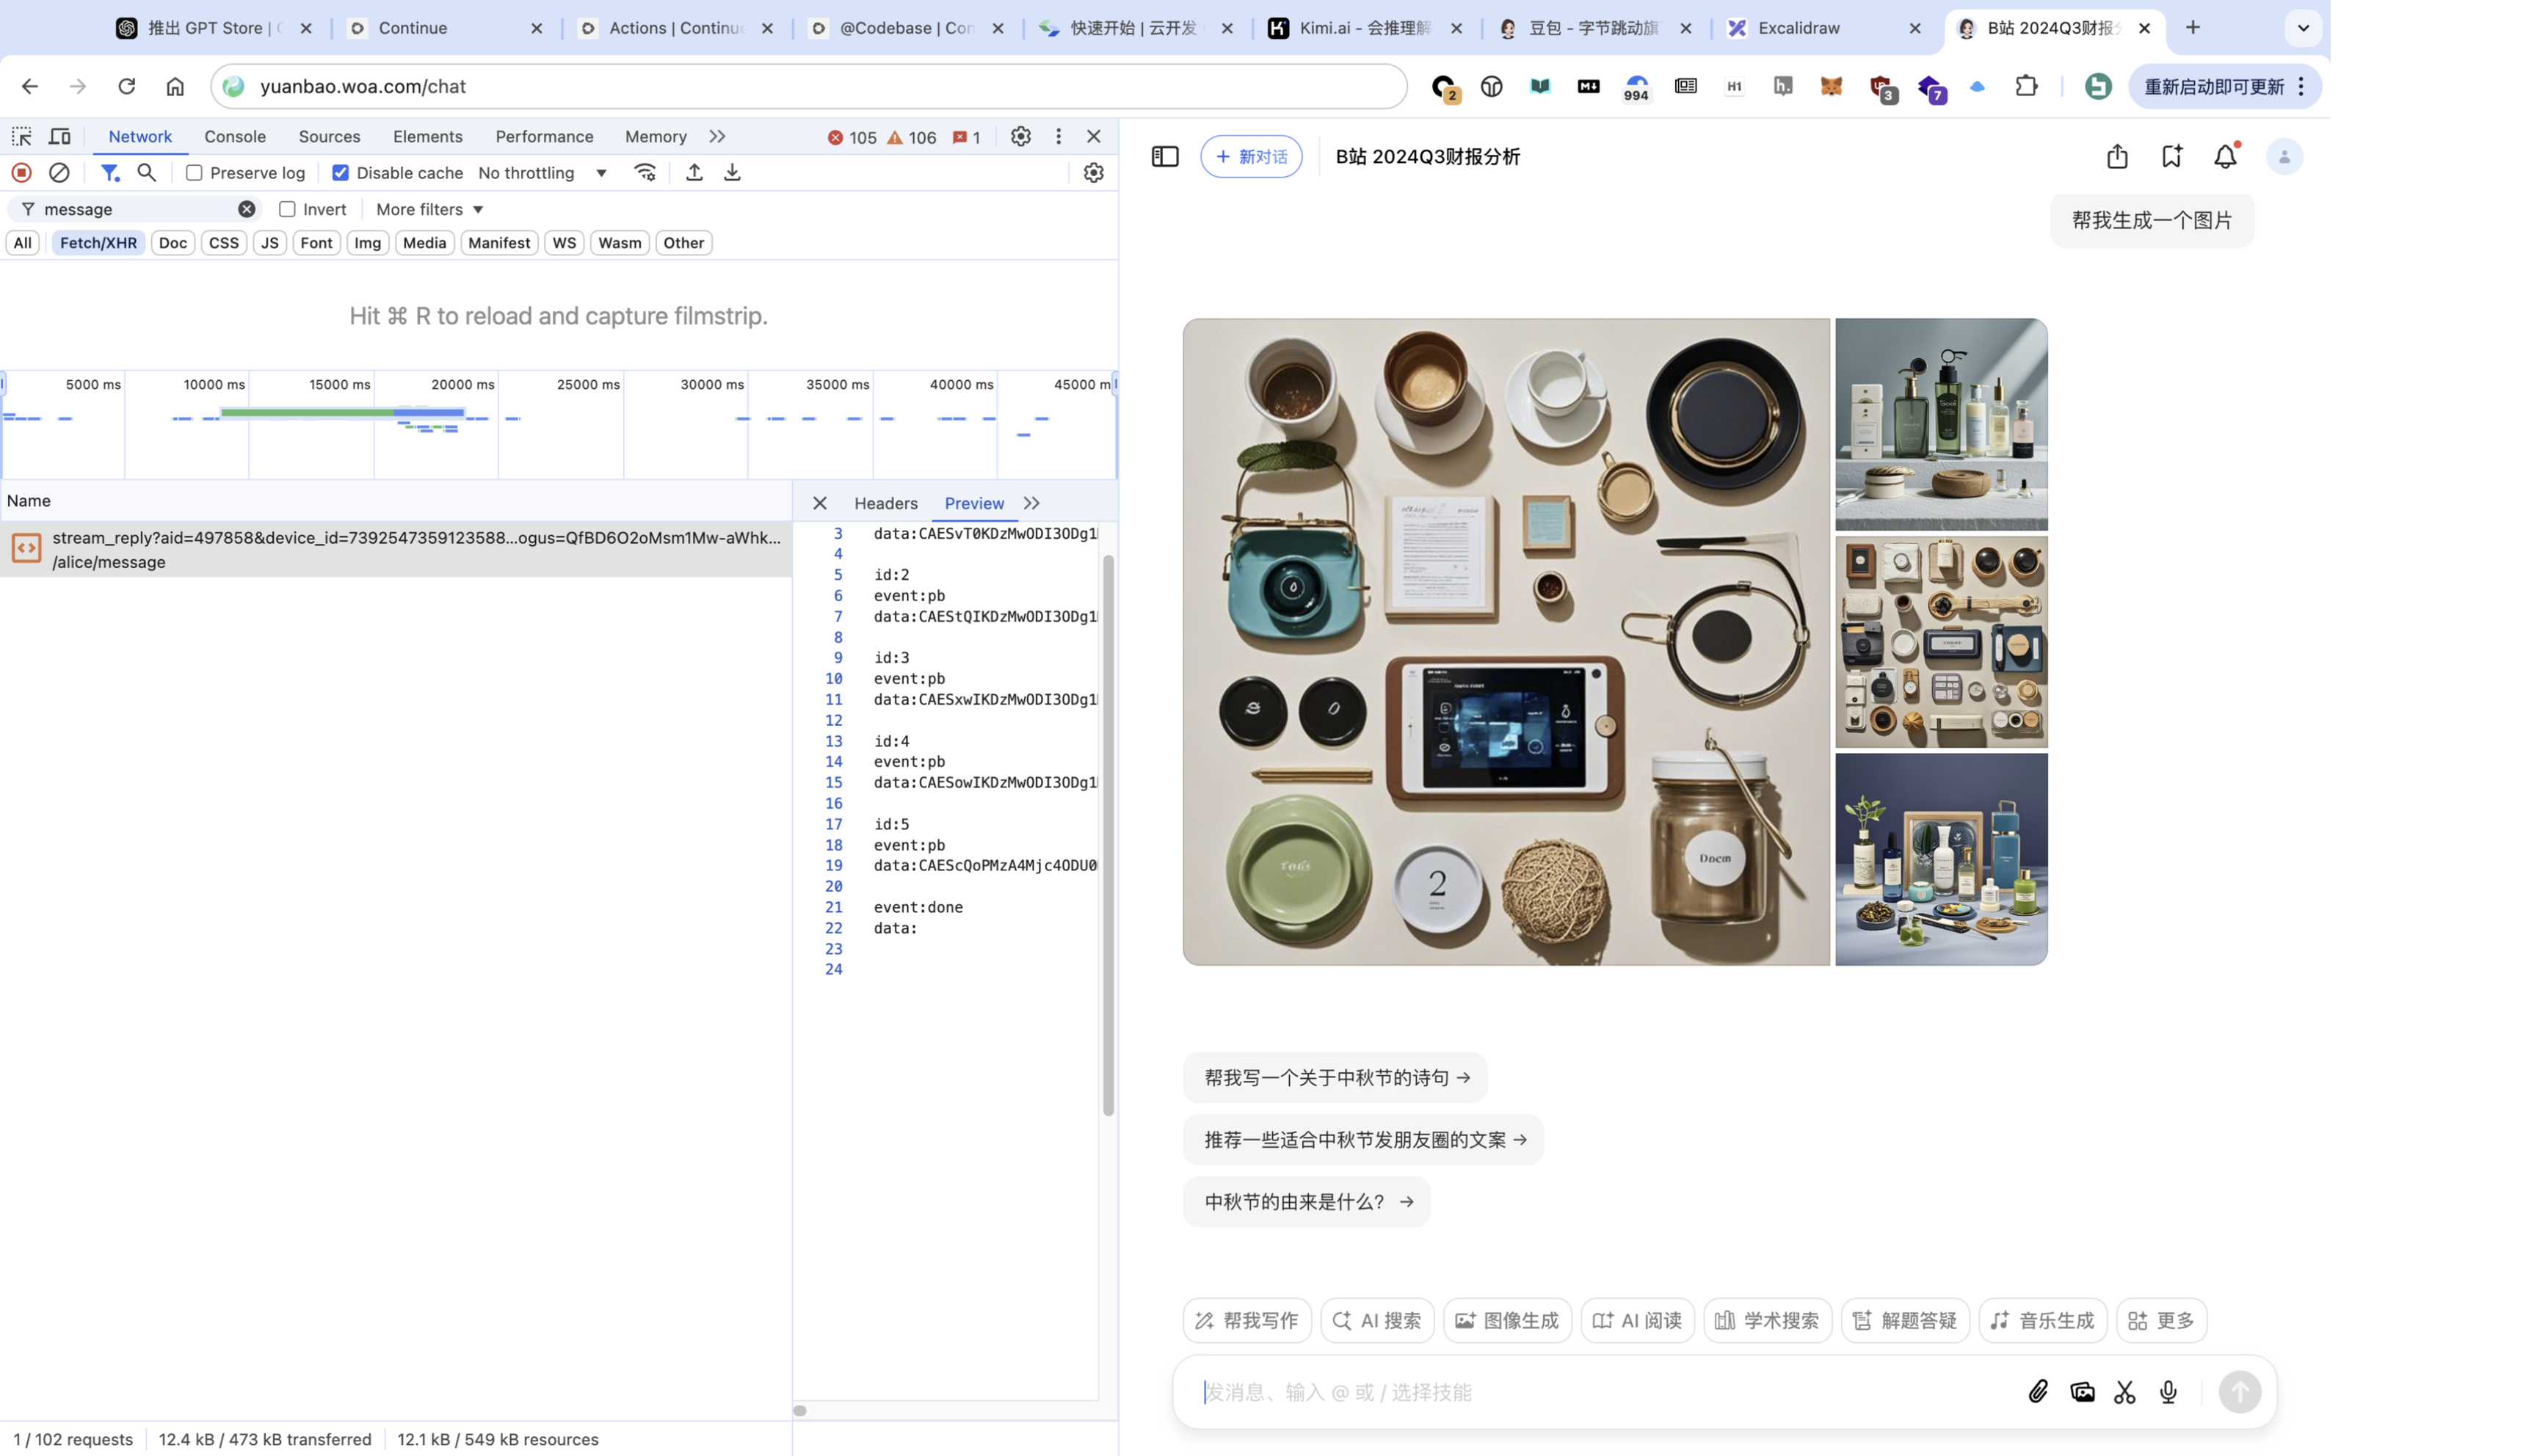 推出 GPT Store | 
Continue
Actions | Continu
@Codebase | Con
快速开始 | 云开发
Kimi.ai - 会推理解
豆包 - 字节跳动旗
Excalidraw
B站 2024Q3财报分
yuanbao.woa.com/chat
2
994
H1
h.
3
7
重新启动即可更新
Network Console Sources Elements Performance Memory
105 106 1
Preserve log Disable cache No throttling
message
Invert More filters
All Fetch/XHR Doc CSS JS Font Img Media Manifest WS Wasm Other
Hit ⌘ R to reload and capture filmstrip.
5000 ms 10000 ms 15000 ms 20000 ms 25000 ms 30000 ms 35000 ms 40000 ms 45000 m
Name
stream_reply?aid=497858&device_id=7392547359123588...ogus=QfBD6O2oMsm1Mw-aWhk...
/alice/message
Headers Preview
3 data:CAESvT0KDzMwODI3ODg1
4
5 id:2
6 event:pb
7 data:CAEStQIKDzMwODI3ODg1
8
9 id:3
10 event:pb
11 data:CAESxwIKDzMwODI3ODg1
12
13 id:4
14 event:pb
15 data:CAESowIKDzMwODI3ODg1
16
17 id:5
18 event:pb
19 data:CAEScQoPMzA4Mjc4ODU0
20
21 event:done
22 data:
23
24
1 / 102 requests 12.4 kB / 473 kB transferred 12.1 kB / 549 kB resources
新对话
B站 2024Q3财报分析
帮我生成一个图片
2
帮我写一个关于中秋节的诗句 →
推荐一些适合中秋节发朋友圈的文案 →
中秋节的由来是什么? →
帮我写作 AI 搜索 图像生成 AI 阅读 学术搜索 解题答疑 音乐生成 更多
发消息、输入 @ 或 / 选择技能